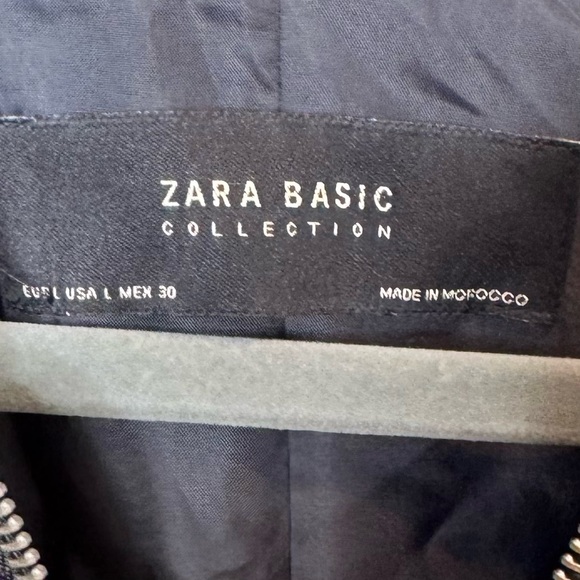 ZARA BASIC
COLLECTION
EUR L USA L MEX 30
MADE IN MOROCCO